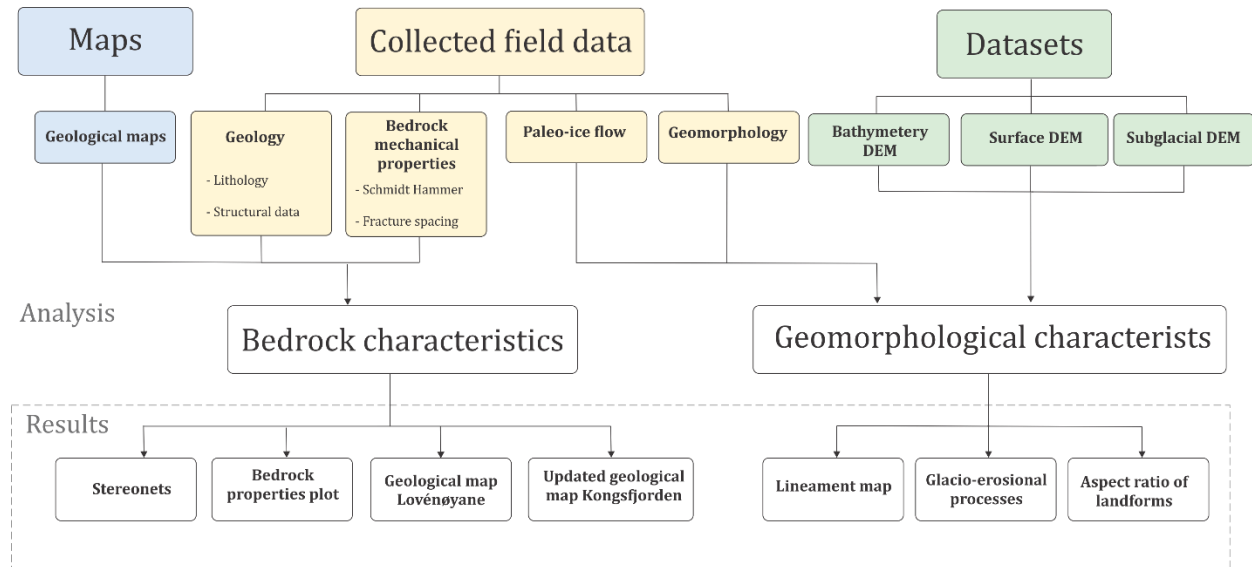 Maps
Collected field data
Datasets
Geological maps
Geology
- Lithology
- Structural data
Bedrock
mechanical
properties
- Schmidt Hammer
- Fracture spacing
Paleo-ice flow
Geomorphology
Bathymetery
DEM
Surface DEM
Subglacial DEM
Analysis
Bedrock characteristics
Geomorphological characterists
Results
Stereonets
Bedrock
properties plot
Geological map
Lovénøyane
Updated geological
map Kongsfjorden
Lineament map
Glacio-erosional
processes
Aspect ratio of
landforms